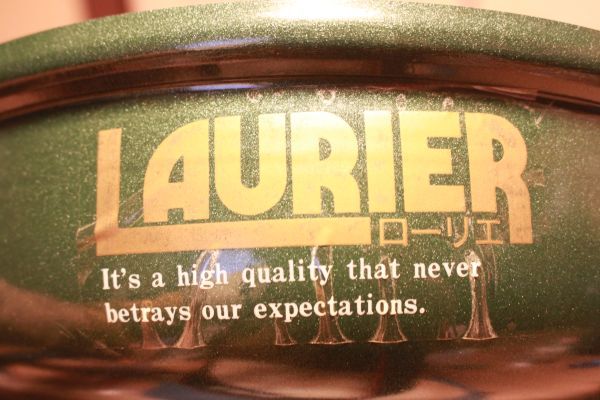 LAURIER
ローリエ
It's a high quality that never
betrays our expectations.